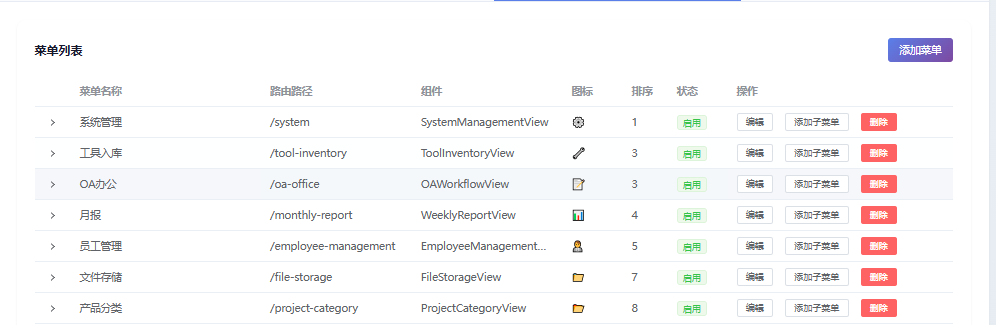 菜单列表 添加菜单
菜单名称 路由路径 组件 图标 排序 状态 操作
系统管理 /system SystemManagementView 1 启用 编辑 添加子菜单 删除
工具入库 /tool-inventory ToolInventoryView 3 启用 编辑 添加子菜单 删除
OA办公 /oa-office OAWorkflowView 3 启用 编辑 添加子菜单 删除
月报 /monthly-report WeeklyReportView 4 启用 编辑 添加子菜单 删除
员工管理 /employee-management EmployeeManagement... 5 启用 编辑 添加子菜单 删除
文件存储 /file-storage FileStorageView 7 启用 编辑 添加子菜单 删除
产品分类 /project-category ProjectCategoryView 8 启用 编辑 添加子菜单 删除